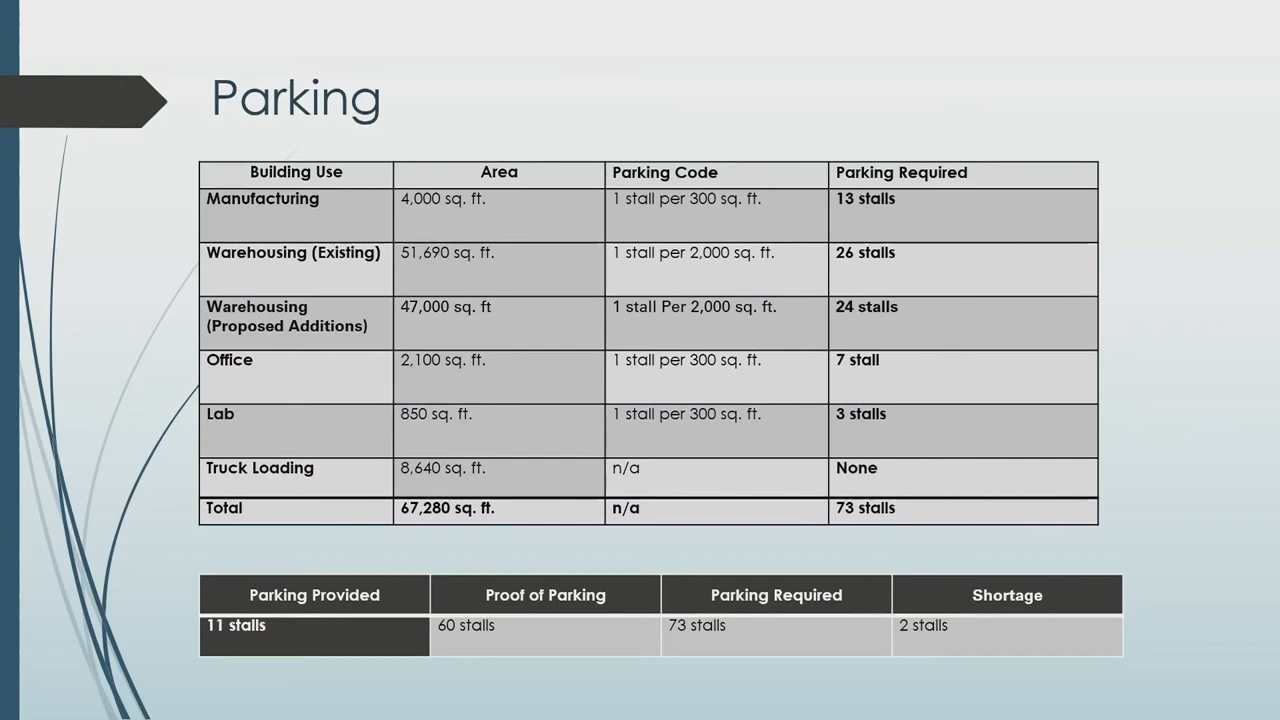 Parking
Building Use Area Parking Code Parking Required
Manufacturing 4,000 sq. ft. 1 stall per 300 sq. ft. 13 stalls
Warehousing (Existing) 51,690 sq. ft. 1 stall per 2,000 sq. ft. 26 stalls
Warehousing 47,000 sq. ft 1 stall Per 2,000 sq. ft. 24 stalls
(Proposed Additions)
Office 2,100 sq. ft. 1 stall per 300 sq. ft. 7 stall
Lab 850 sq. ft. 1 stall per 300 sq. ft. 3 stalls
Truck Loading 8,640 sq. ft. n/a None
Total 67,280 sq. ft. n/a 73 stalls
Parking Provided Proof of Parking Parking Required Shortage
11 stalls 60 stalls 73 stalls 2 stalls